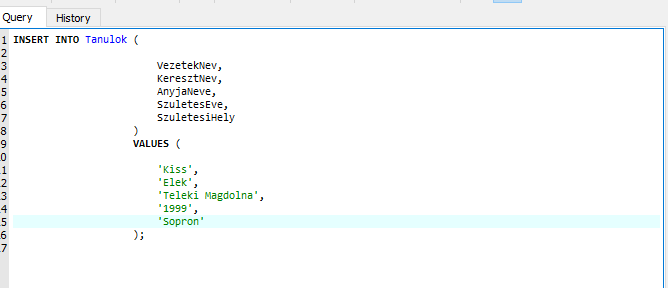 Query History
1 INSERT INTO Tanulok (
2
3 VezetekNev,
4 KeresztNev,
5 AnyjaNeve,
6 SzuletesEve,
7 SzuletesiHely
8 )
9 VALUES (
0
1 'Kiss',
2 'Elek',
3 'Teleki Magdolna',
4 '1999',
5 'Sopron'
6 );
7